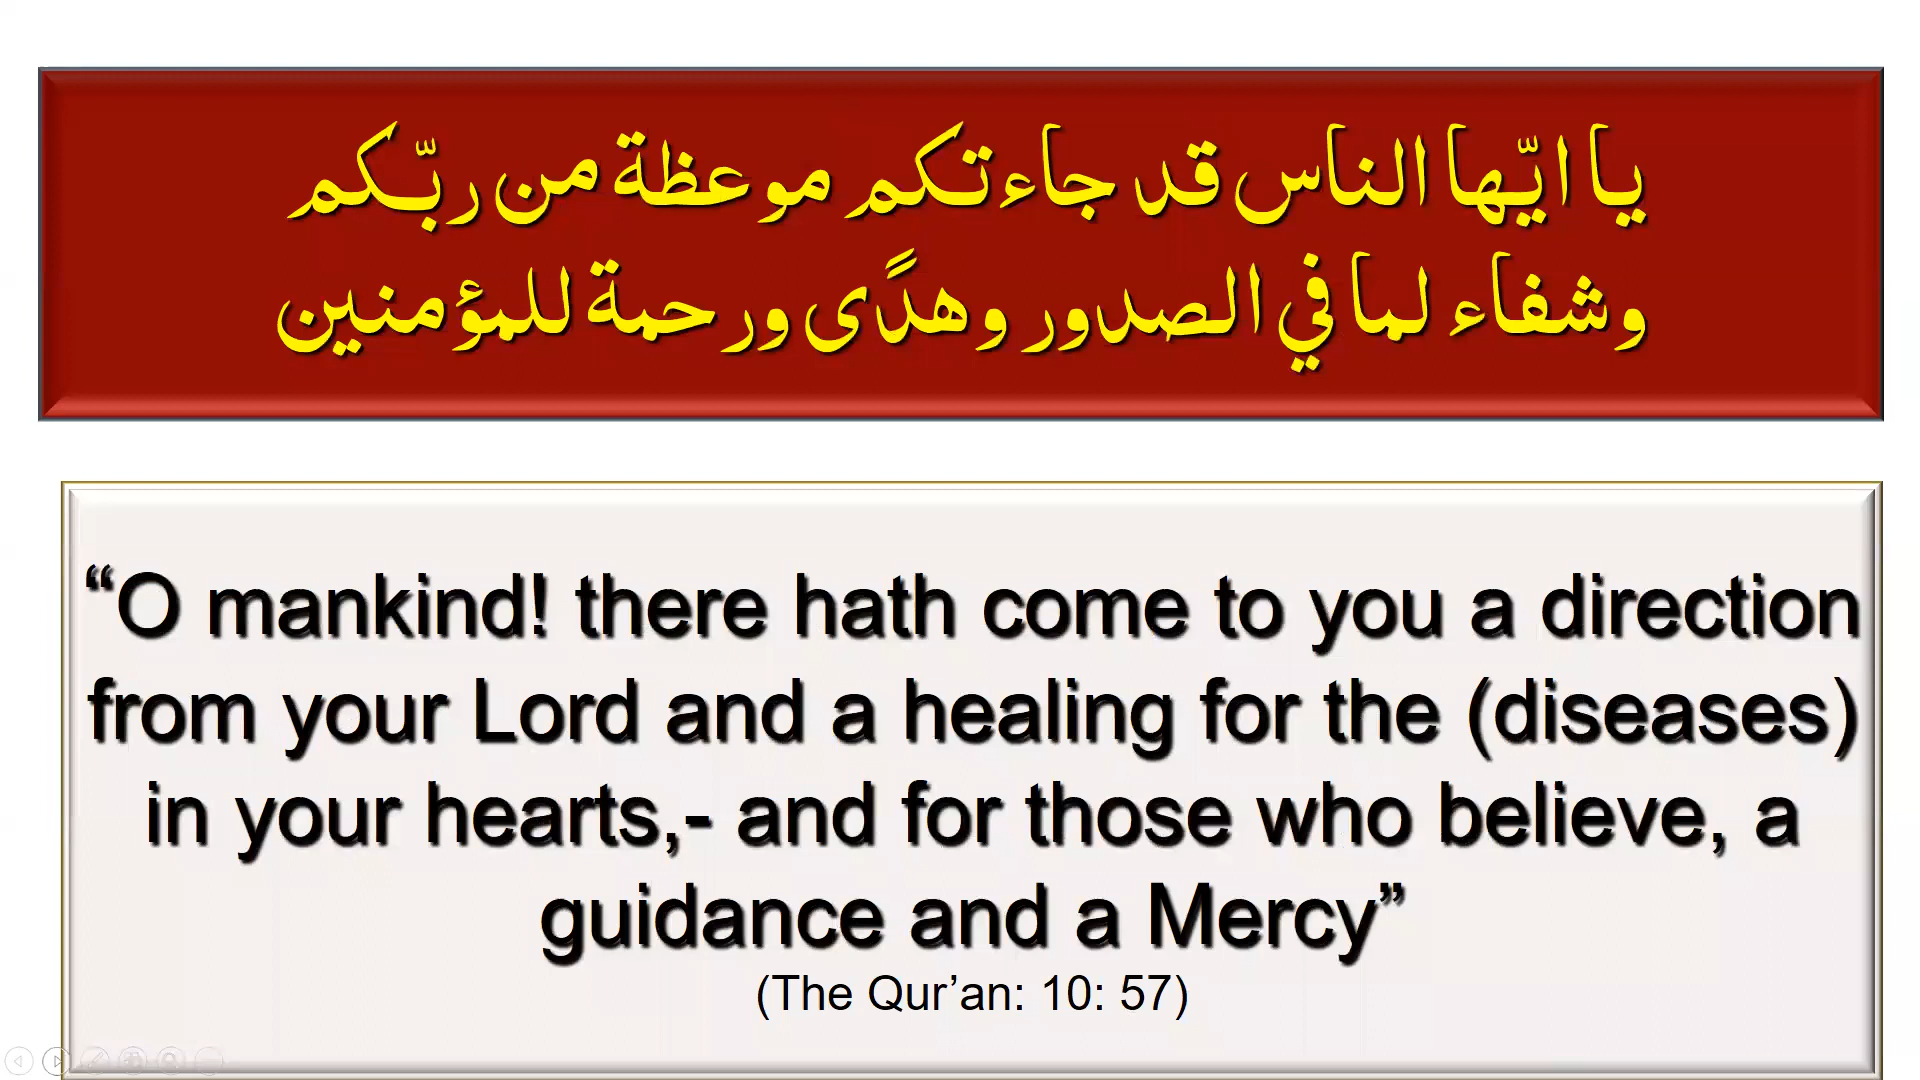 يا ايّها الناس قد جاءتكم موعظة من ربّكم
وشفاء لما في الصدور وهدًى ورحمة للمؤمنين
“O mankind! there hath come to you a direction
from your Lord and a healing for the (diseases)
in your hearts,- and for those who believe, a
guidance and a Mercy”
(The Qur’an: 10: 57)